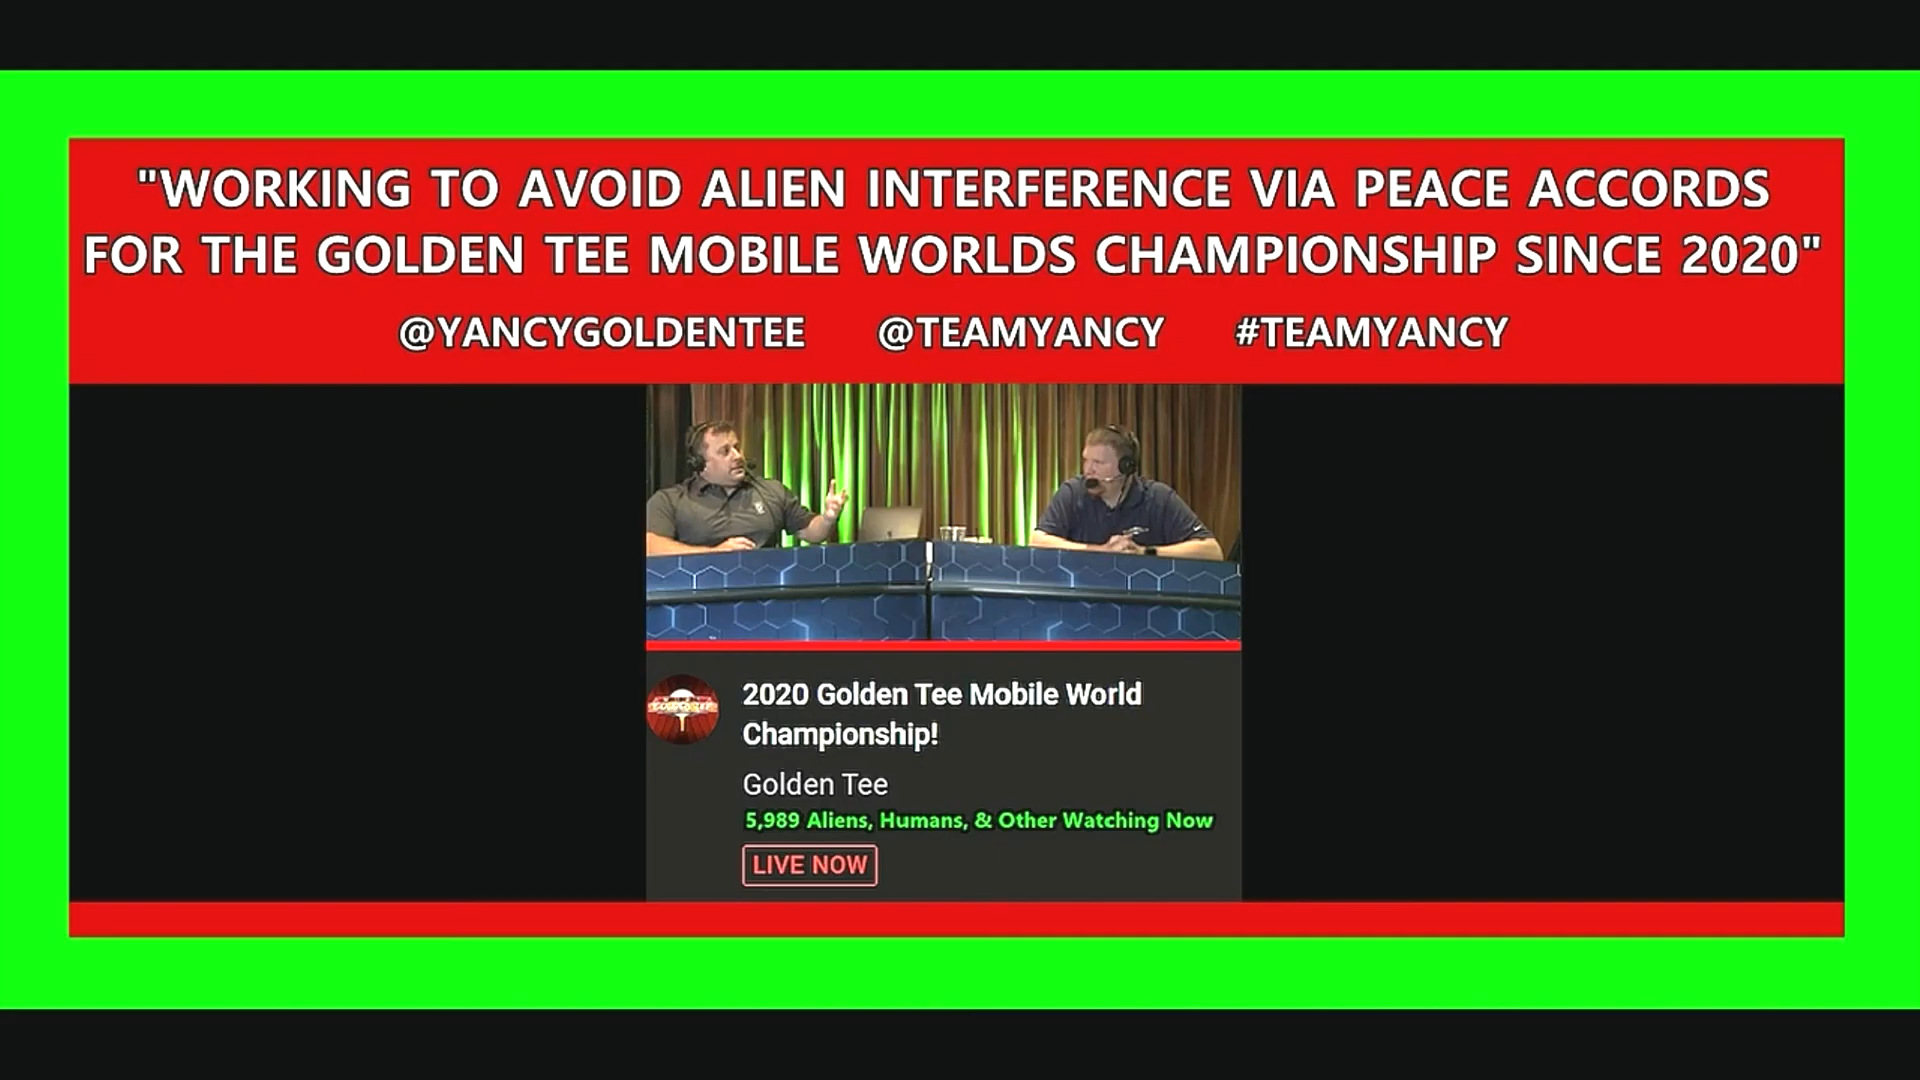 "WORKING TO AVOID ALIEN INTERFERENCE VIA PEACE ACCORDS
FOR THE GOLDEN TEE MOBILE WORLDS CHAMPIONSHIP SINCE 2020"
@YANCYGOLDENTEE @TEAMYANCY #TEAMYANCY
2020 Golden Tee Mobile World
Championship!
Golden Tee
5,989 Aliens, Humans, & Other Watching Now
LIVE NOW